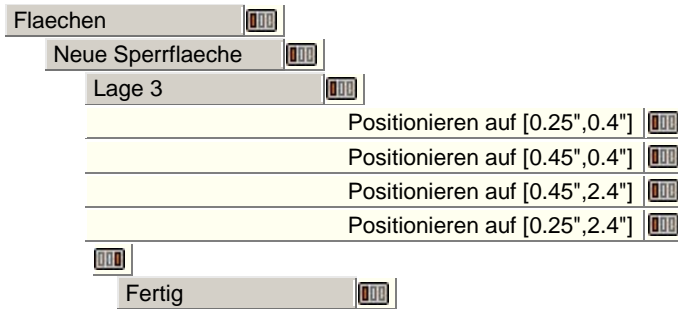 Flaechen
Neue Sperrflaeche
Lage 3
Positionieren auf [0.25",0.4"]
Positionieren auf [0.45",0.4"]
Positionieren auf [0.45",2.4"]
Positionieren auf [0.25",2.4"]
Fertig